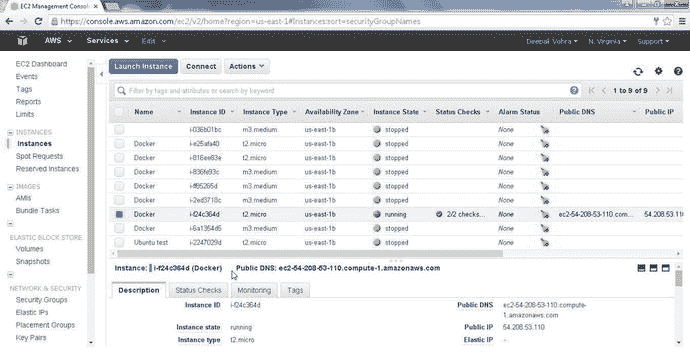 EC2 Management Console
https://console.aws.amazon.com/ec2/v2/home?region=us-east-1#Instances:sort=securityGroupNames
AWS Services Edit Deepak Vohra N. Virginia Support
EC2 Dashboard
Events
Tags
Reports
Limits
INSTANCES
Instances
Spot Requests
Reserved Instances
IMAGES
AMIs
Bundle Tasks
ELASTIC BLOCK STORE
Volumes
Snapshots
NETWORK & SECURITY
Security Groups
Elastic IPs
Placement Groups
Key Pairs
Launch Instance Connect Actions
Filter by tags and attributes or search by keyword 1 to 9 of 9
Name Instance ID Instance Type Availability Zone Instance State Status Checks Alarm Status Public DNS Public IP
i-036b01bc m3.medium us-east-1b stopped None
Docker i-e25afa40 t2.micro us-east-1b stopped None
Docker i-816ee83e t2.micro us-east-1b stopped None
Docker i-836fe93c m3.medium us-east-1b stopped None
Docker i-ff85265d m3.medium us-east-1b stopped None
Docker i-2ed3718c m3.medium us-east-1b stopped None
Docker i-f24c364d t2.micro us-east-1b running 2/2 checks... None ec2-54-208-53-110.co... 54.208.53.110
Docker i-6a1354d5 m3.medium us-east-1b stopped None
Ubuntu test i-2247029d t2.micro us-east-1b stopped None
Instance: i-f24c364d (Docker) Public DNS: ec2-54-208-53-110.compute-1.amazonaws.com
Description Status Checks Monitoring Tags
Instance ID i-f24c364d Public DNS ec2-54-208-53-110.compute-
1.amazonaws.com
Instance state running Public IP 54.208.53.110
Instance type t2.micro Elastic IP -